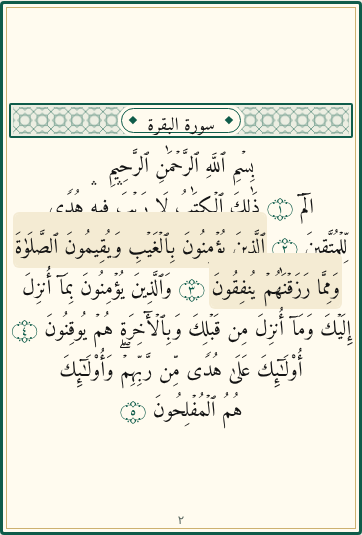 سورة البقرة
بِسۡمِ ٱللَّهِ ٱلرَّحۡمَٰنِ ٱلرَّحِيمِ
الٓمٓ ١ ذَٰلِكَ ٱلۡكِتَٰبُ لَا رَيۡبَۛ فِيهِۛ هُدٗى
لِّلۡمُتَّقِينَ ٢ ٱلَّذِينَ يُؤۡمِنُونَ بِٱلۡغَيۡبِ وَيُقِيمُونَ ٱلصَّلَوٰةَ
وَمِمَّا رَزَقۡنَٰهُمۡ يُنفِقُونَ ٣ وَٱلَّذِينَ يُؤۡمِنُونَ بِمَآ أُنزِلَ
إِلَيۡكَ وَمَآ أُنزِلَ مِن قَبۡلِكَ وَبِٱلۡأٓخِرَةِ هُمۡ يُوقِنُونَ ٤
أُوْلَٰٓئِكَ عَلَىٰ هُدٗى مِّن رَّبِّهِمۡۖ وَأُوْلَٰٓئِكَ
هُمُ ٱلۡمُفۡلِحُونَ ٥
٢